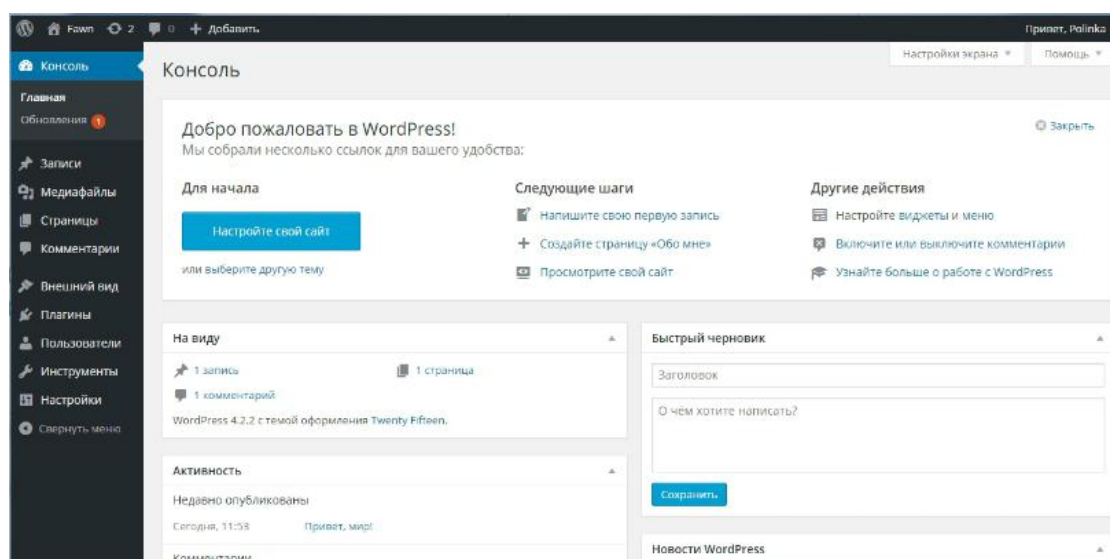 Fawn 2 0 + Добавить Привет, Polinka
Консоль
Главная
Обновления 1
Записи
Медиафайлы
Страницы
Комментарии
Внешний вид
Плагины
Пользователи
Инструменты
Настройки
Свернуть меню
Настройки экрана Помощь
Консоль
Добро пожаловать в WordPress!
Закрыть
Мы собрали несколько ссылок для вашего удобства:
Для начала
Настройте свой сайт
или выберите другую тему
Следующие шаги
Напишите свою первую запись
Создайте страницу «Обо мне»
Просмотрите свой сайт
Другие действия
Настройте виджеты и меню
Включите или выключите комментарии
Узнайте больше о работе с WordPress
На виду
1 запись 1 страница
1 комментарий
WordPress 4.2.2 с темой оформления Twenty Fifteen.
Активность
Недавно опубликованы
Сегодня, 11:53 Привет, мир!
Комментарии
Быстрый черновик
Заголовок
О чём хотите написать?
Сохранить
Новости WordPress